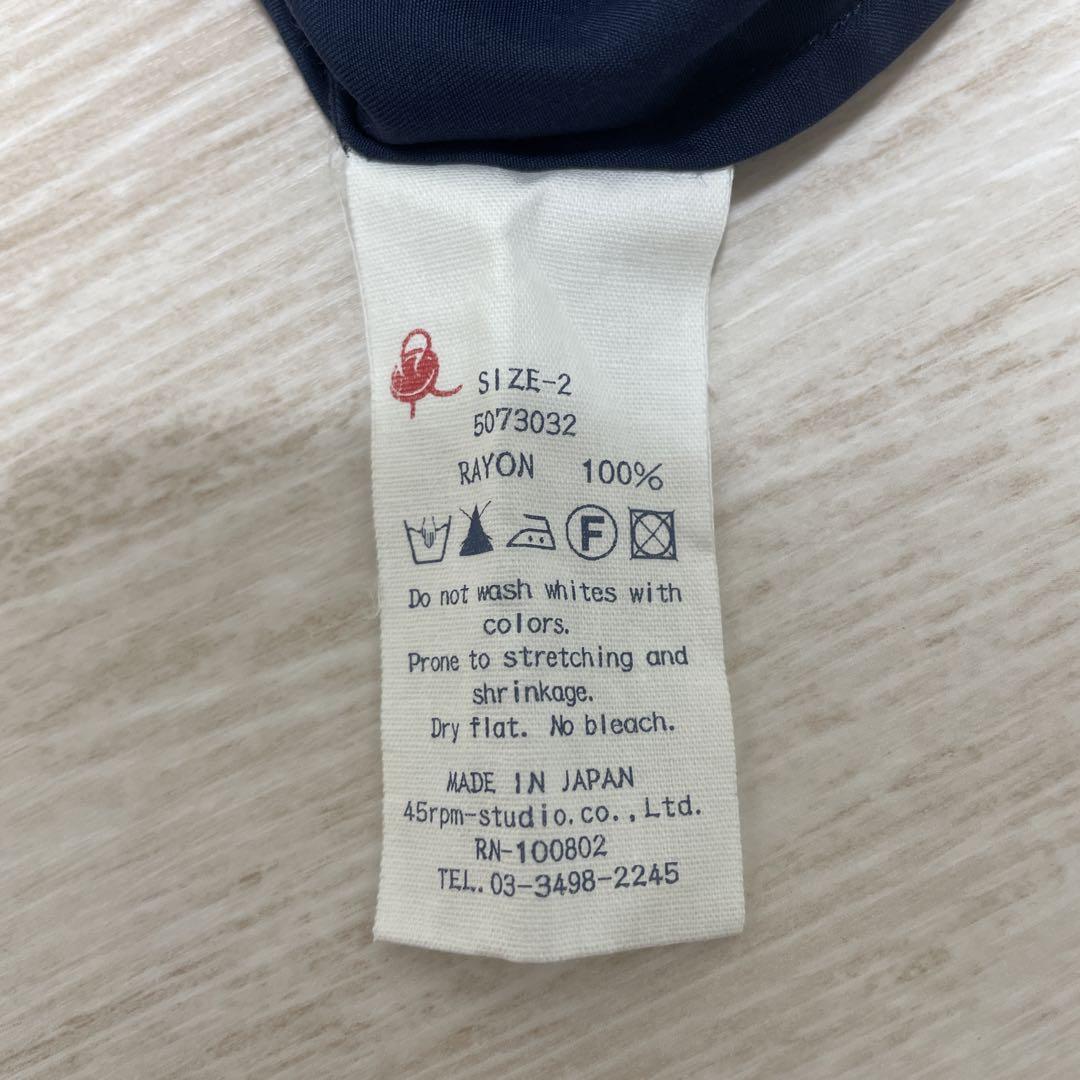 SIZE-2
5073032
RAYON 100%
F
Do not wash whites with
colors.
Prone to stretching and
shrinkage.
Dry flat. No bleach.
MADE IN JAPAN
45rpm-studio.co.,Ltd.
RN-100802
TEL.03-3498-2245